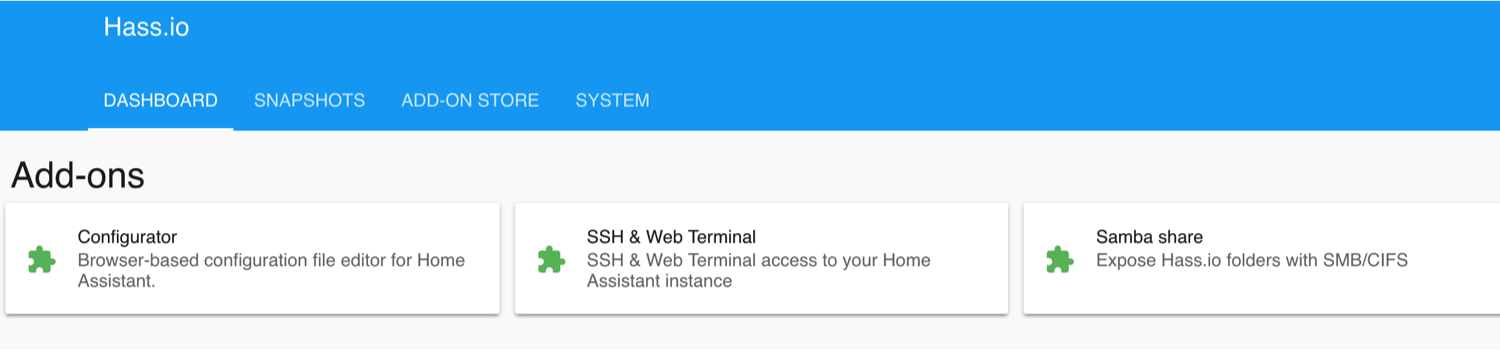 Hass.io
DASHBOARD SNAPSHOTS ADD-ON STORE SYSTEM
Add-ons
Configurator
Browser-based configuration file editor for Home
Assistant.
SSH & Web Terminal
SSH & Web Terminal access to your Home
Assistant instance
Samba share
Expose Hass.io folders with SMB/CIFS